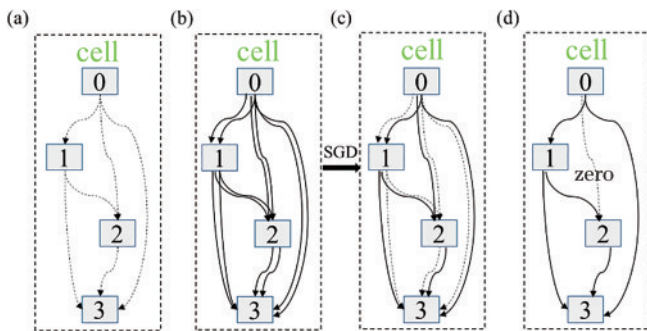 (a) (b) (c) (d)
cell cell cell cell
0 0 0 0
1 1 SGD 1 1
zero
2 2 2 2
3 3 3 3